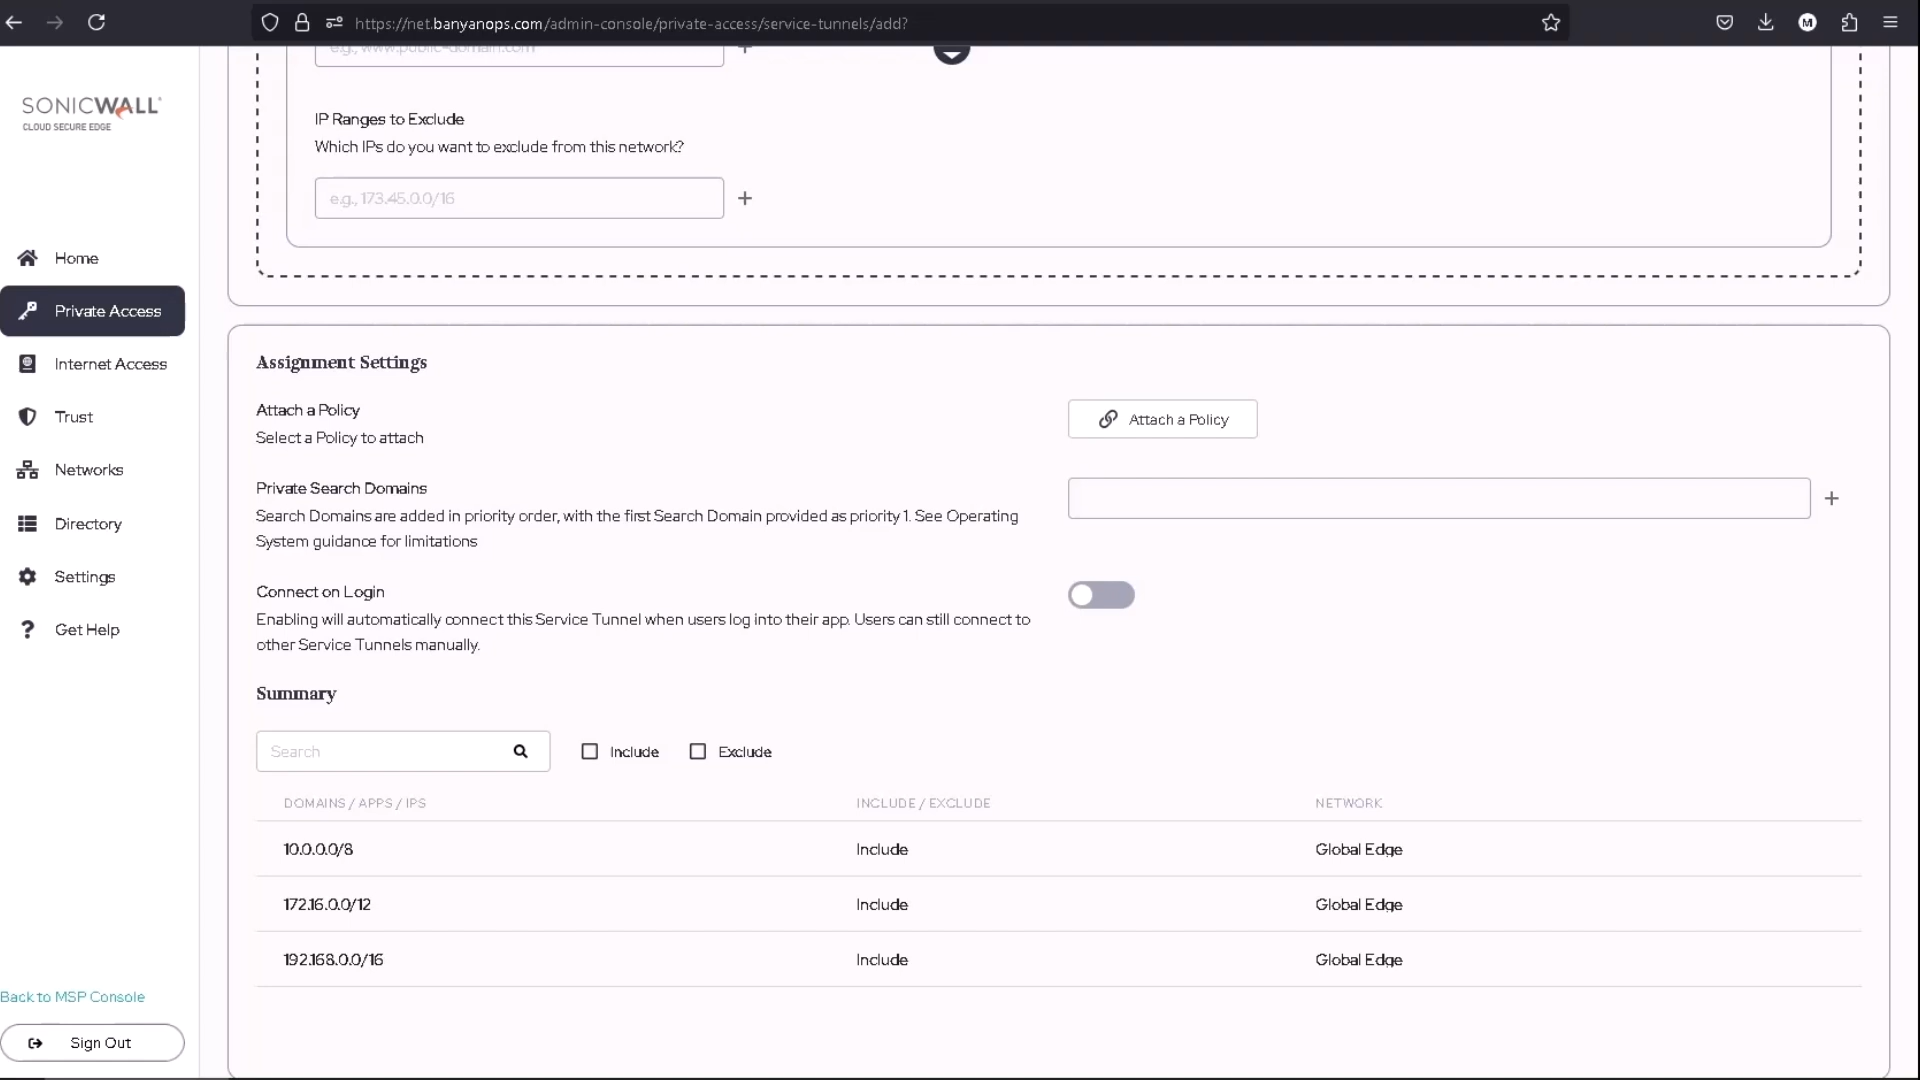 https://net.banyanops.com/admin-console/private-access/service-tunnels/add?
e.g., www.public-domain.com
SONICWALL
CLOUD SECURE EDGE
IP Ranges to Exclude
Which IPs do you want to exclude from this network?
e.g., 173.45.0.0/16
Home
Private Access
Internet Access
Trust
Networks
Directory
Settings
Get Help
Back to MSP Console
Sign Out
Assignment Settings
Attach a Policy
Select a Policy to attach
Attach a Policy
Private Search Domains
Search Domains are added in priority order, with the first Search Domain provided as priority 1. See Operating
System guidance for limitations
Connect on Login
Enabling will automatically connect this Service Tunnel when users log into their app. Users can still connect to
other Service Tunnels manually.
Summary
Search
Include
Exclude
DOMAINS / APPS / IPS INCLUDE / EXCLUDE NETWORK
10.0.0.0/8 Include Global Edge
172.16.0.0/12 Include Global Edge
192.168.0.0/16 Include Global Edge